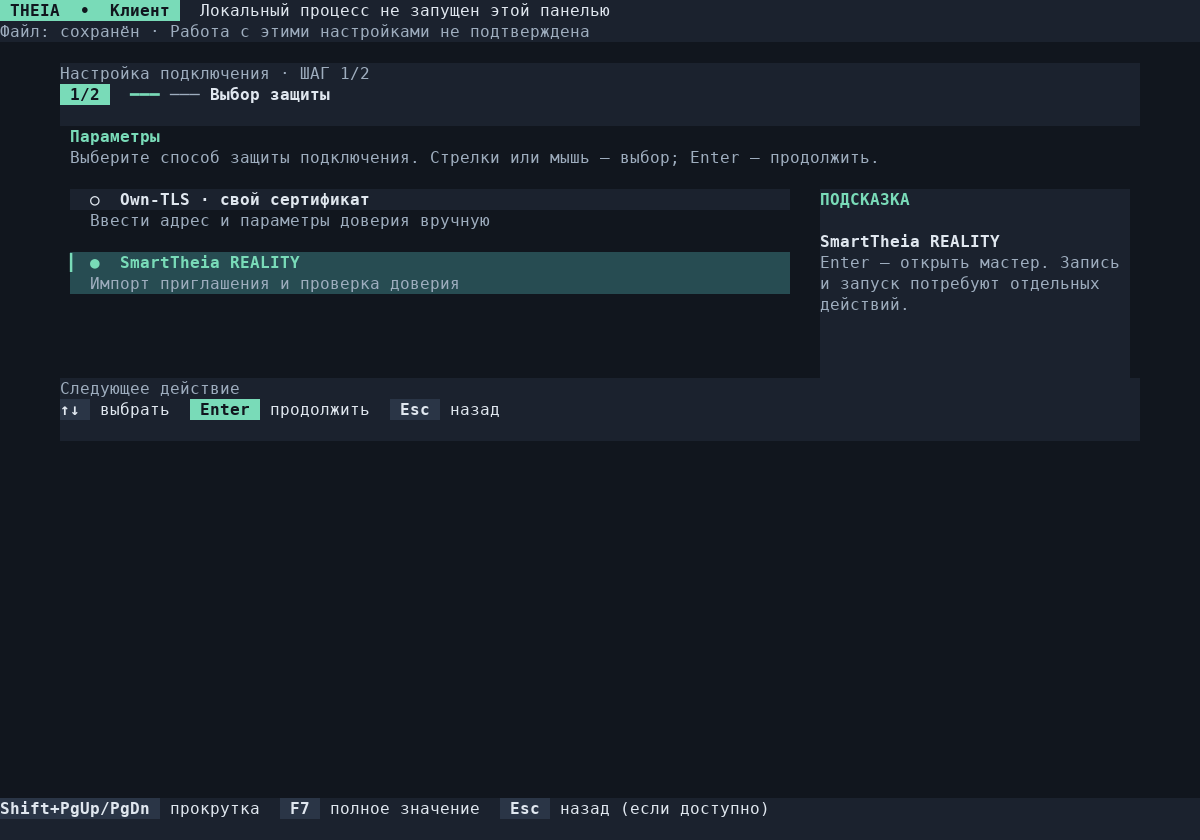 THEIA • Клиент Локальный процесс не запущен этой панелью
Файл: сохранён · Работа с этими настройками не подтверждена
Настройка подключения · ШАГ 1/2
1/2 ━━━ ─── Выбор защиты
Параметры
Выберите способ защиты подключения. Стрелки или мышь — выбор; Enter — продолжить.
○ Own-TLS · свой сертификат
Ввести адрес и параметры доверия вручную
● SmartTheia REALITY
Импорт приглашения и проверка доверия
ПОДСКАЗКА
SmartTheia REALITY
Enter — открыть мастер. Запись
и запуск потребуют отдельных
действий.
Следующее действие
↑↓ выбрать Enter продолжить Esc назад
Shift+PgUp/PgDn прокрутка F7 полное значение Esc назад (если доступно)